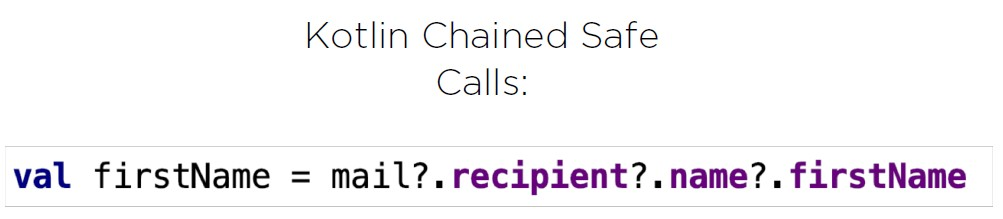 Kotlin Chained Safe
Calls:
val firstName = mail?.recipient?.name?.firstName